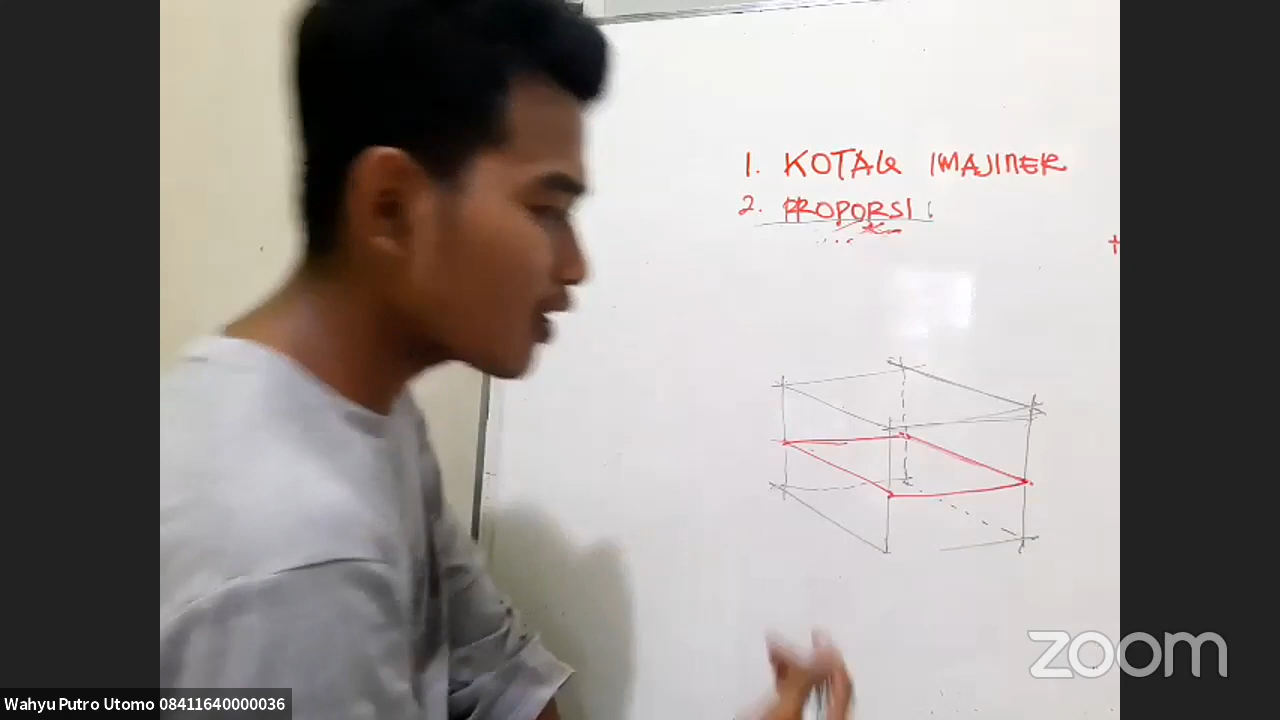 1. KOTAK IMAJINER
2. PROPORSI
zoom
Wahyu Putro Utomo 08411640000036